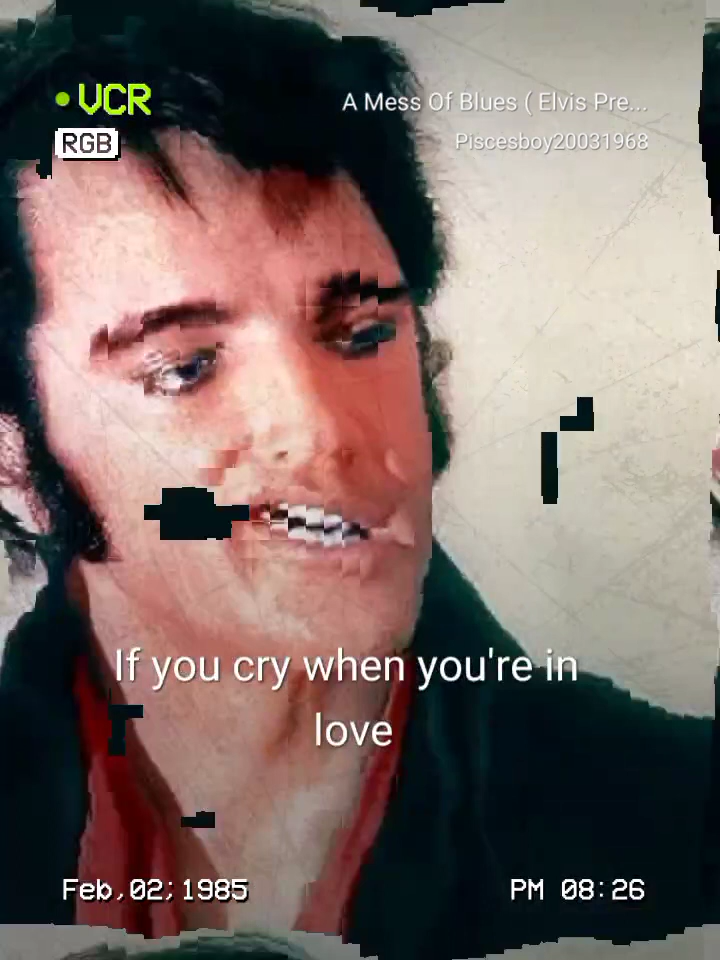 VCR
A Mess Of Blues ( Elvis Pre...
RGB
Piscesboy20031968
If you cry when you're in
love
Feb,02;1985
PM 08:26